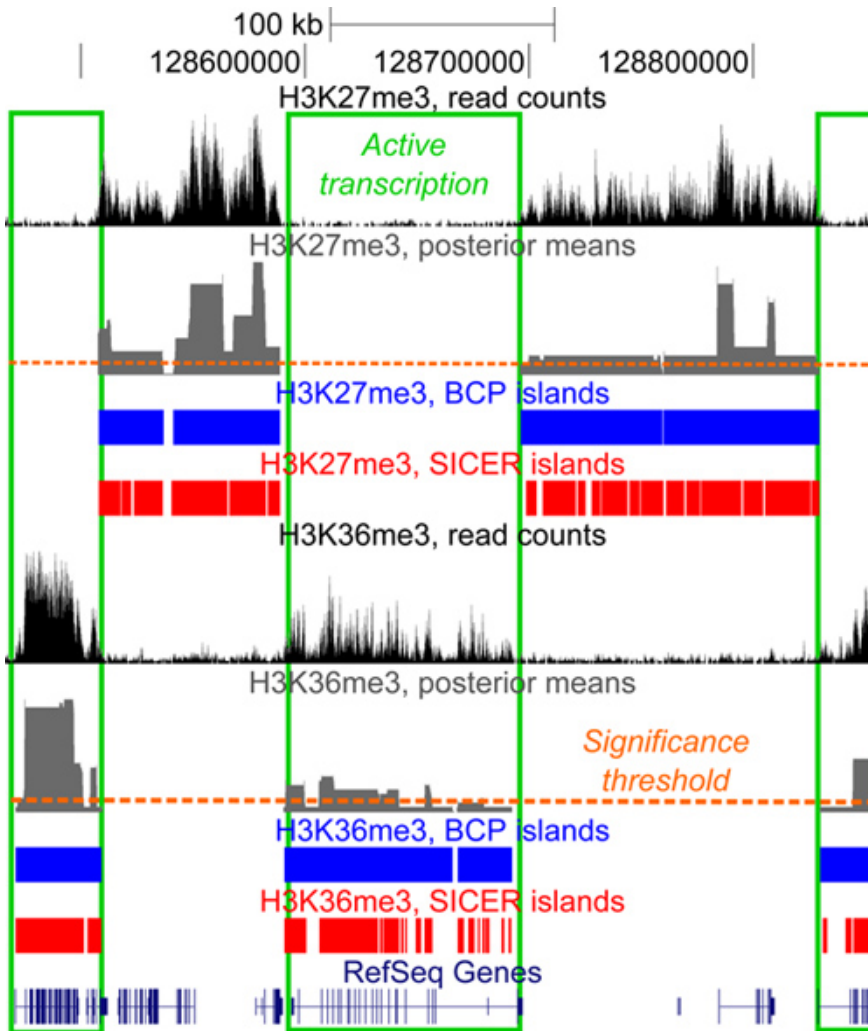 100 kb
128600000 128700000 128800000
H3K27me3, read counts
Active
transcription
H3K27me3, posterior means
H3K27me3, BCP islands
H3K27me3, SICER islands
H3K36me3, read counts
H3K36me3, posterior means
Significance
threshold
H3K36me3, BCP islands
H3K36me3, SICER islands
RefSeq Genes